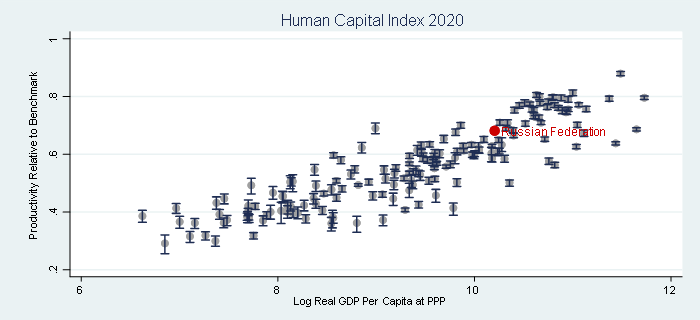 Human Capital Index 2020
Productivity Relative to Benchmark
1
.8
.6
.4
.2
Russian Federation
6
8
10
12
Log Real GDP Per Capita at PPP